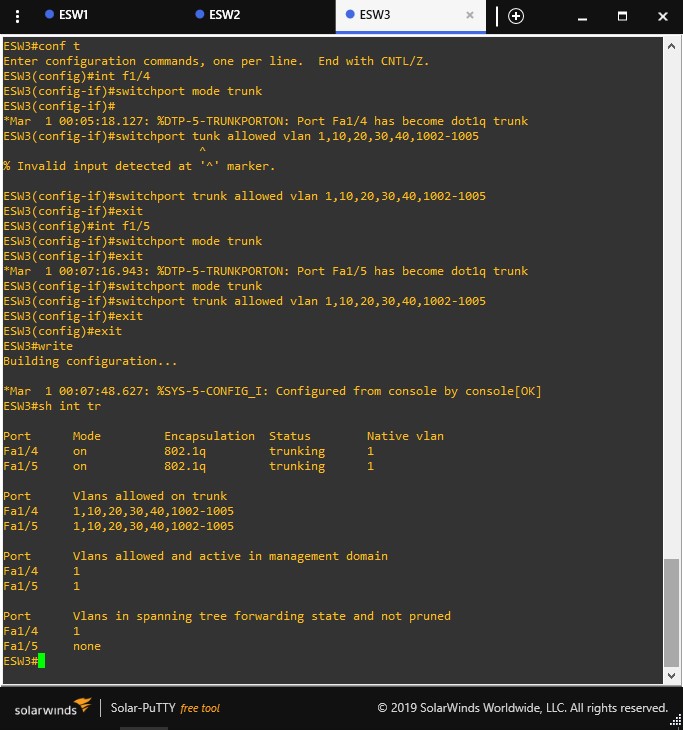 ESW1 ESW2 ESW3
ESW3#conf t
Enter configuration commands, one per line.  End with CNTL/Z.
ESW3(config)#int f1/4
ESW3(config-if)#switchport mode trunk
ESW3(config-if)#
*Mar  1 00:05:18.127: %DTP-5-TRUNKPORTON: Port Fa1/4 has become dot1q trunk
ESW3(config-if)#switchport tunk allowed vlan 1,10,20,30,40,1002-1005
^
% Invalid input detected at '^' marker.
ESW3(config-if)#switchport trunk allowed vlan 1,10,20,30,40,1002-1005
ESW3(config-if)#exit
ESW3(config)#int f1/5
ESW3(config-if)#switchport mode trunk
ESW3(config-if)#exit
*Mar  1 00:07:16.943: %DTP-5-TRUNKPORTON: Port Fa1/5 has become dot1q trunk
ESW3(config-if)#switchport mode trunk
ESW3(config-if)#switchport trunk allowed vlan 1,10,20,30,40,1002-1005
ESW3(config-if)#exit
ESW3(config)#exit
ESW3#write
Building configuration...
*Mar  1 00:07:48.627: %SYS-5-CONFIG_I: Configured from console by console[OK]
ESW3#sh int tr
Port      Mode         Encapsulation  Status        Native vlan
Fa1/4     on           802.1q         trunking      1
Fa1/5     on           802.1q         trunking      1
Port      Vlans allowed on trunk
Fa1/4     1,10,20,30,40,1002-1005
Fa1/5     1,10,20,30,40,1002-1005
Port      Vlans allowed and active in management domain
Fa1/4     1
Fa1/5     1
Port      Vlans in spanning tree forwarding state and not pruned
Fa1/4     1
Fa1/5     none
ESW3#
solarwinds | Solar-PuTTY free tool © 2019 SolarWinds Worldwide, LLC. All rights reserved.